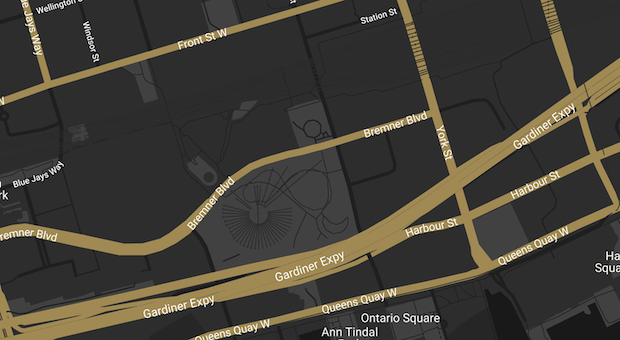 Wellington
Blue Jays Way
Station St
Windsor St
Front St W
Gardiner Expy
Bremner Blvd
York St
Blue Jays Way
Harbour St
Bremner Blvd
Harbour St
Bremner Blvd
Queens Quay W
Gardiner Expy
Gardiner Expy
Queens Quay W
Ontario Square
Queens Quay W
Ann Tindal